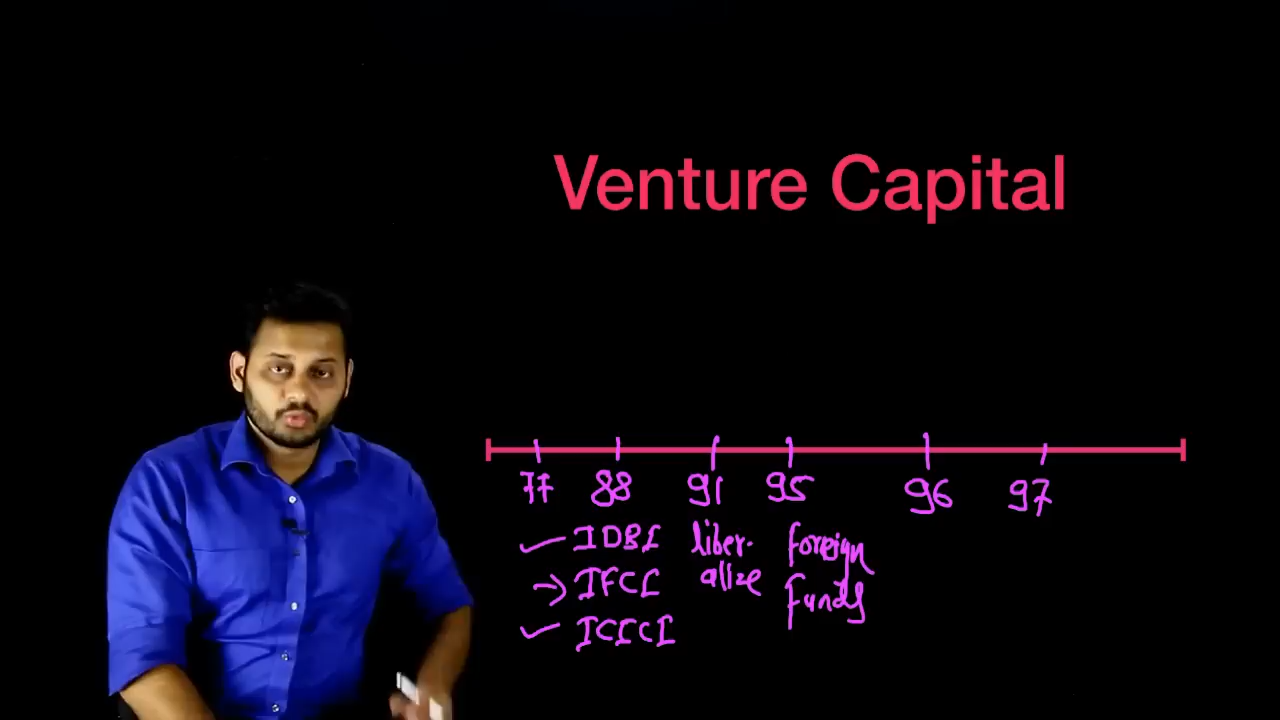 Venture Capital
77 88 91 95 96 97
IDBI liber- foreign
IFCI alize funds
ICICI